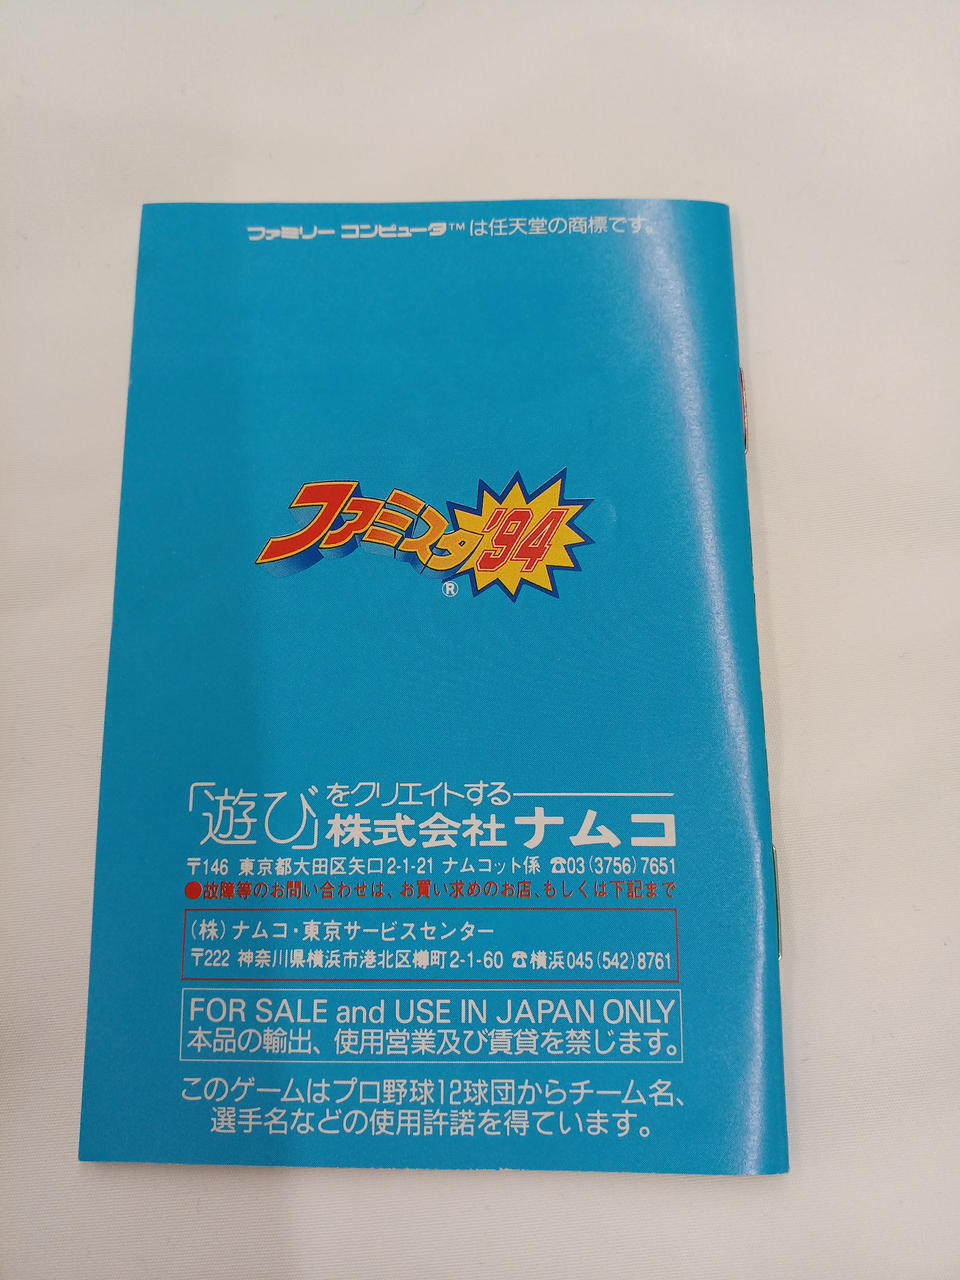 ファミリー コンピュータ™は任天堂の商標です。
ファミスタ'94
®
「遊び」をクリエイトする
株式会社ナムコ
〒146 東京都大田区矢口2-1-21 ナムコット係 ☎03(3756)7651
●故障等のお問い合わせは、お買い求めのお店、もしくは下記まで
(株)ナムコ・東京サービスセンター
〒222 神奈川県横浜市港北区樽町2-1-60 ☎横浜045(542)8761
FOR SALE and USE IN JAPAN ONLY
本品の輸出、使用営業及び賃貸を禁じます。
このゲームはプロ野球12球団からチーム名、
選手名などの使用許諾を得ています。